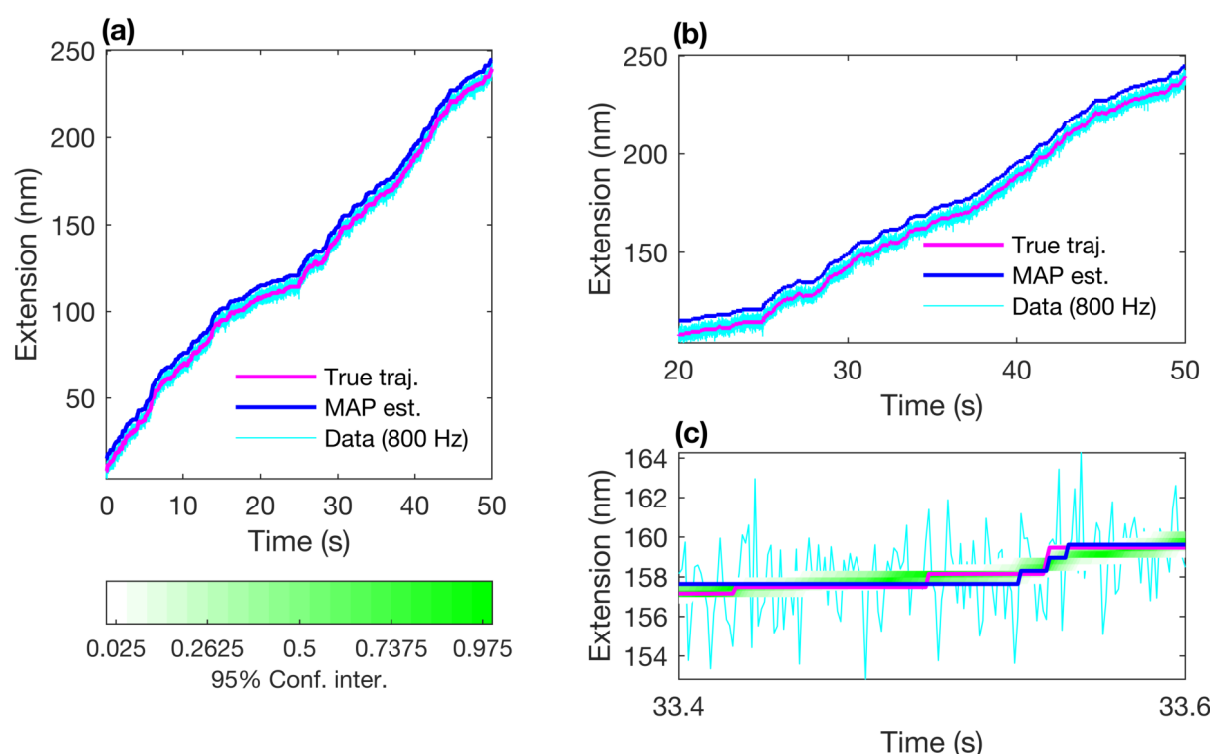 (a)
250
200
150
100
50
0
10
20
30
40
50
Extension (nm)
Time (s)
True traj.
MAP est.
Data (800 Hz)
0.025
0.2625
0.5
0.7375
0.975
95% Conf. inter.
(b)
250
200
150
20
30
40
50
Extension (nm)
Time (s)
True traj.
MAP est.
Data (800 Hz)
(c)
164
162
160
158
156
154
33.4
33.6
Extension (nm)
Time (s)